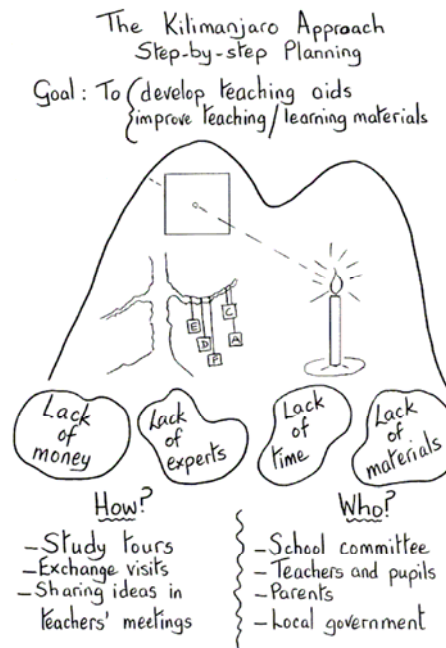 The Kilimanjaro Approach
Step-by-step Planning
Goal: To { develop teaching aids
improve teaching / learning materials
E
D
F
C
A
Lack
of
money
Lack
of
experts
Lack
of
time
Lack
of
materials
How?
- Study tours
- Exchange visits
- Sharing ideas in
teachers' meetings
Who?
- School committee
- Teachers and pupils
- Parents
- Local government